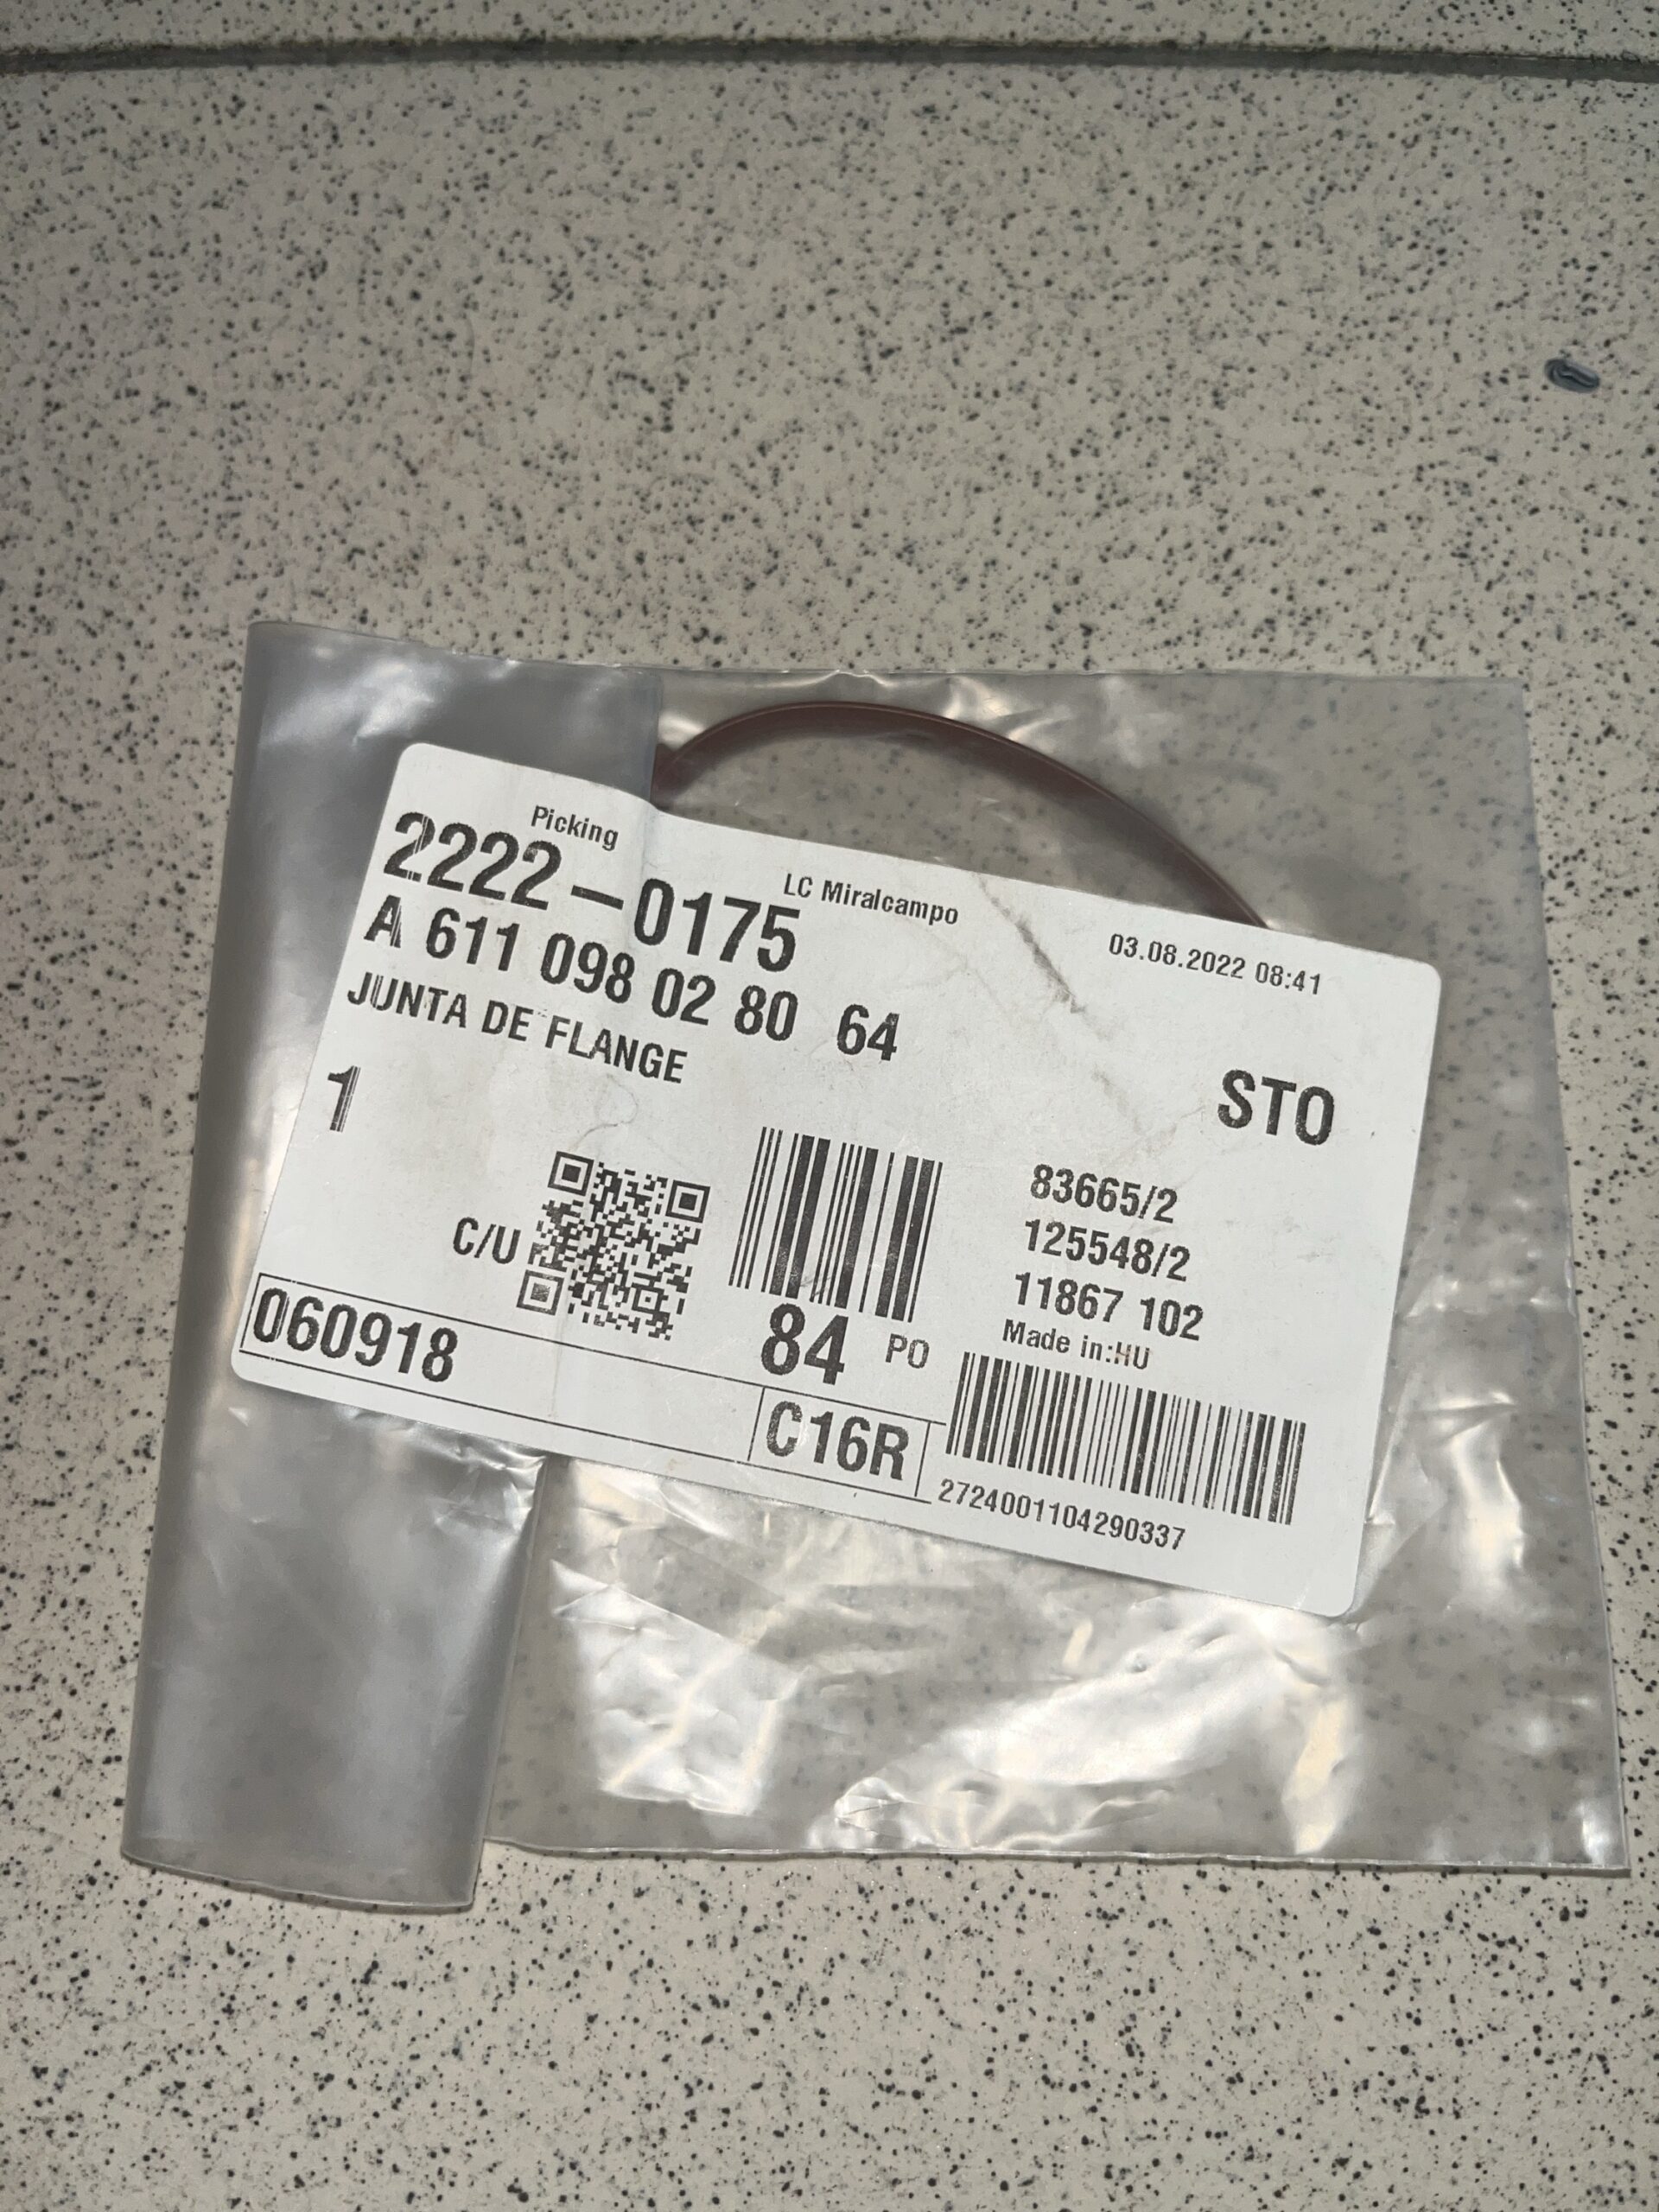 Picking
2222-0175
LC Miralcampo
03.08.2022 08:41
A 611 098 02 80 64
JUNTA DE FLANGE
STO
1
83665/2
125548/2
11867 102
Made in:HU
C/U
84 PO
060918
C16R
2724001104290337